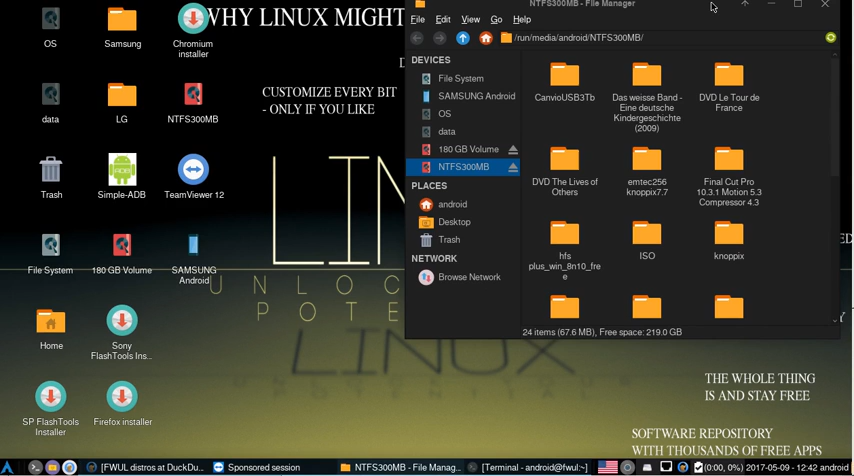 WHY LINUX MIGHT
CUSTOMIZE EVERY BIT
- ONLY IF YOU LIKE
LIN
UNLOC
POTE
LINUX
THE WHOLE THING
IS AND STAY FREE
SOFTWARE REPOSITORY
WITH THOUSANDS OF FREE APPS
OS
Samsung
Chromium
installer
data
LG
NTFS300MB
Trash
Simple-ADB
TeamViewer 12
File System
180 GB Volume
SAMSUNG
Android
Home
Sony
FlashTools Ins...
SP FlashTools
Installer
Firefox installer
NTFS300MB - File Manager
File Edit View Go Help
/run/media/android/NTFS300MB/
DEVICES
File System
SAMSUNG Android
OS
data
180 GB Volume
NTFS300MB
PLACES
android
Desktop
Trash
NETWORK
Browse Network
CanvioUSB3Tb
Das weisse Band -
Eine deutsche
Kindergeschichte
(2009)
DVD Le Tour de
France
DVD The Lives of
Others
emtec256
knoppix7.7
Final Cut Pro
10.3.1 Motion 5.3
Compressor 4.3
hfs
plus_win_8n10_fre
e
ISO
knoppix
24 items (67.6 MB), Free space: 219.0 GB
[FWUL distros at DuckDu...
Sponsored session
NTFS300MB - File Manag...
[Terminal - android@fwul:~]
(0:00, 0%) 2017-05-09 - 12:42 android